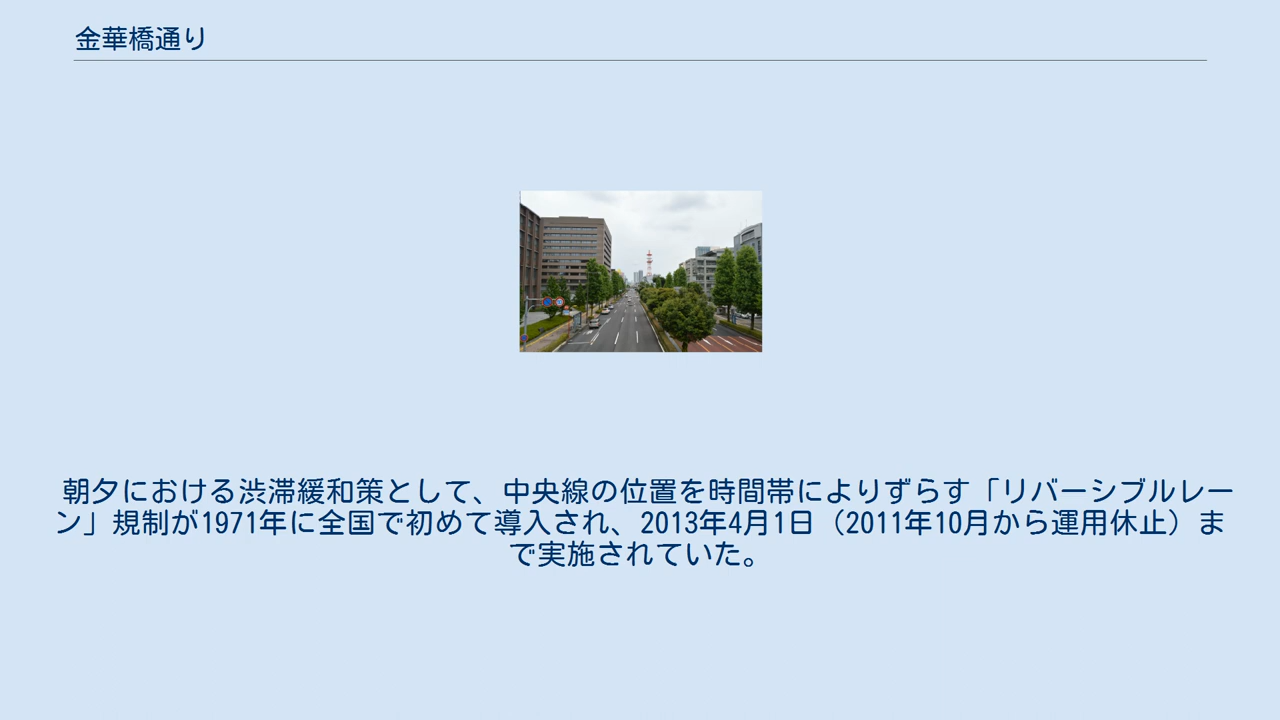 金華橋通り
朝夕における渋滞緩和策として、中央線の位置を時間帯によりずらす「リバーシブルレー
ン」規制が1971年に全国で初めて導入され、2013年4月1日（2011年10月から運用休止）ま
で実施されていた。